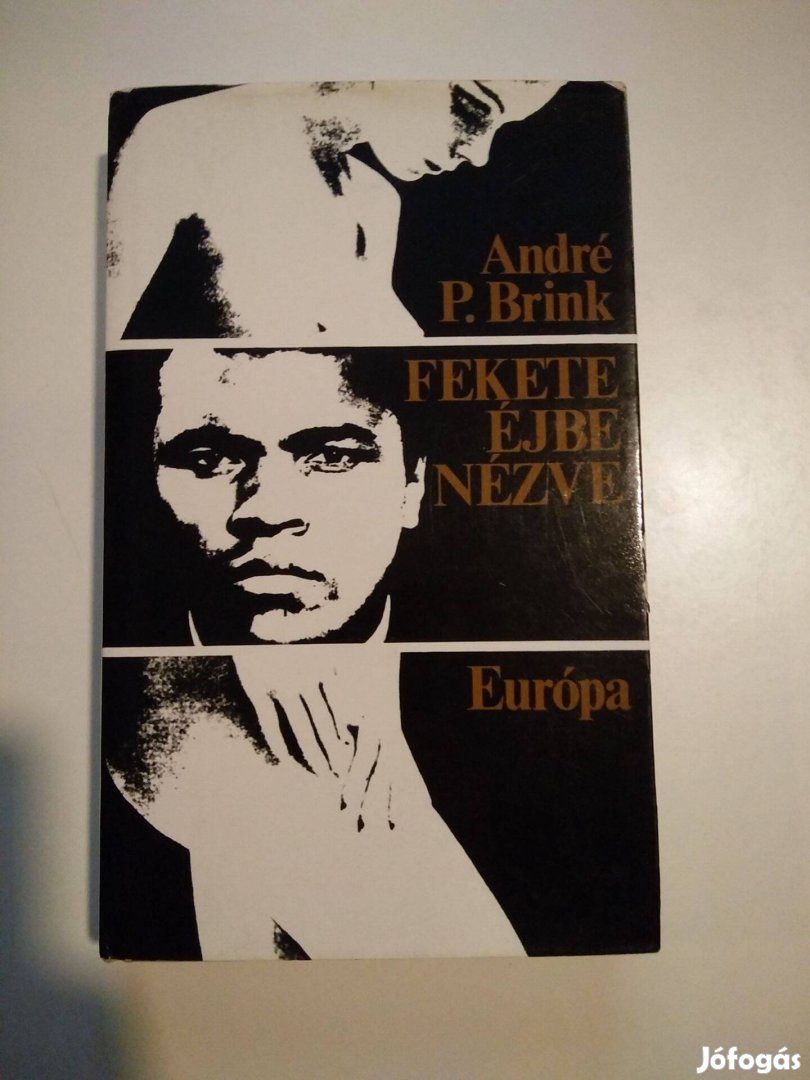 André
P. Brink
FEKETE
ÉJBE
NÉZVE
Európa
Jófogás